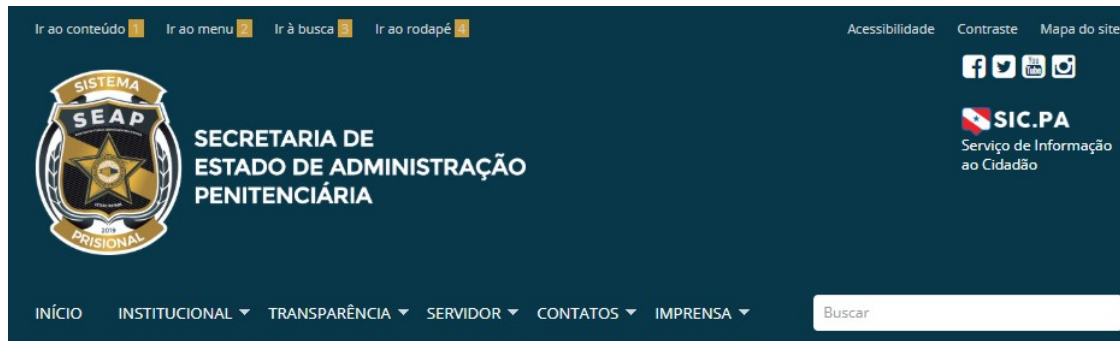 Ir ao conteúdo 1 Ir ao menu 2 Ir à busca 3 Ir ao rodapé 4 Acessibilidade Contraste Mapa do site
You Tube
SISTEMA
SEAP
2019
PRISIONAL
SECRETARIA DE
ESTADO DE ADMINISTRAÇÃO
PENITENCIÁRIA
SIC.PA
Serviço de Informação
ao Cidadão
INÍCIO INSTITUCIONAL TRANSPARÊNCIA SERVIDOR CONTATOS IMPRENSA Buscar